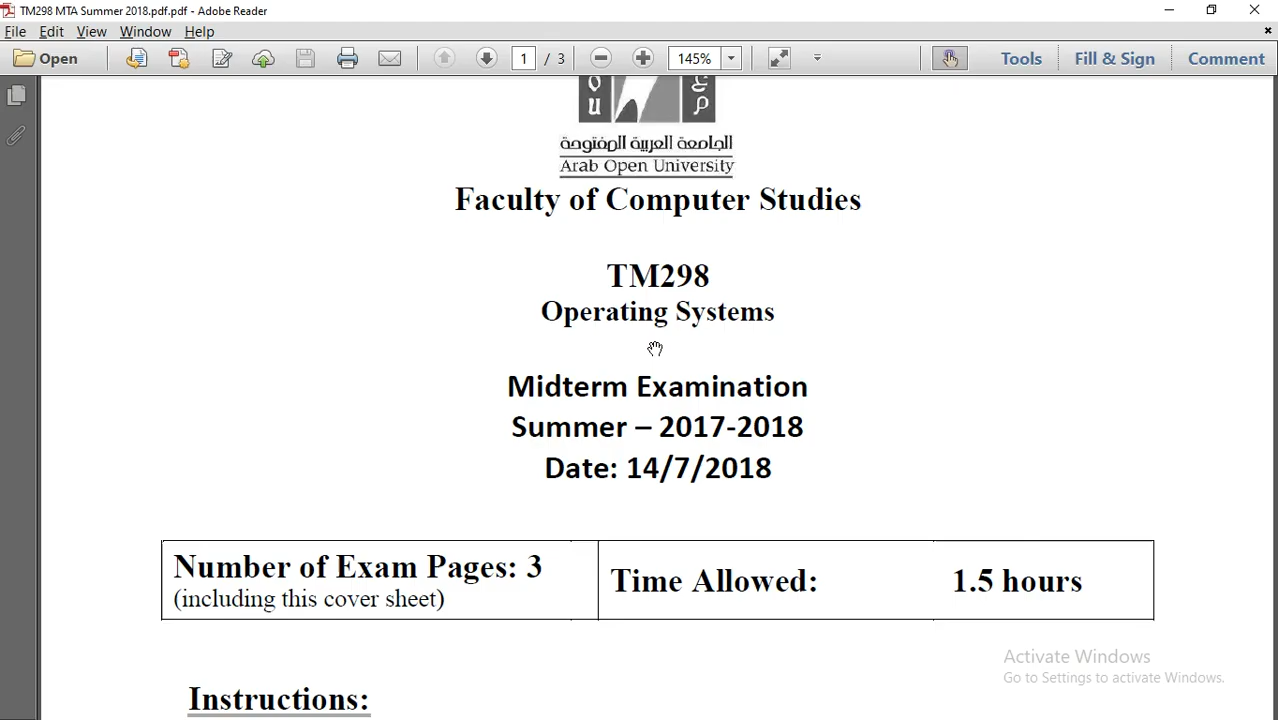 TM298 MTA Summer 2018.pdf.pdf - Adobe Reader
File Edit View Window Help
Open 1 / 3 145% Tools Fill & Sign Comment
O U
ع م
الجامعة العربية المفتوحة
Arab Open University
Faculty of Computer Studies
TM298
Operating Systems
Midterm Examination
Summer – 2017-2018
Date: 14/7/2018
Number of Exam Pages: 3
(including this cover sheet)
Time Allowed: 1.5 hours
Activate Windows
Go to Settings to activate Windows.
Instructions: